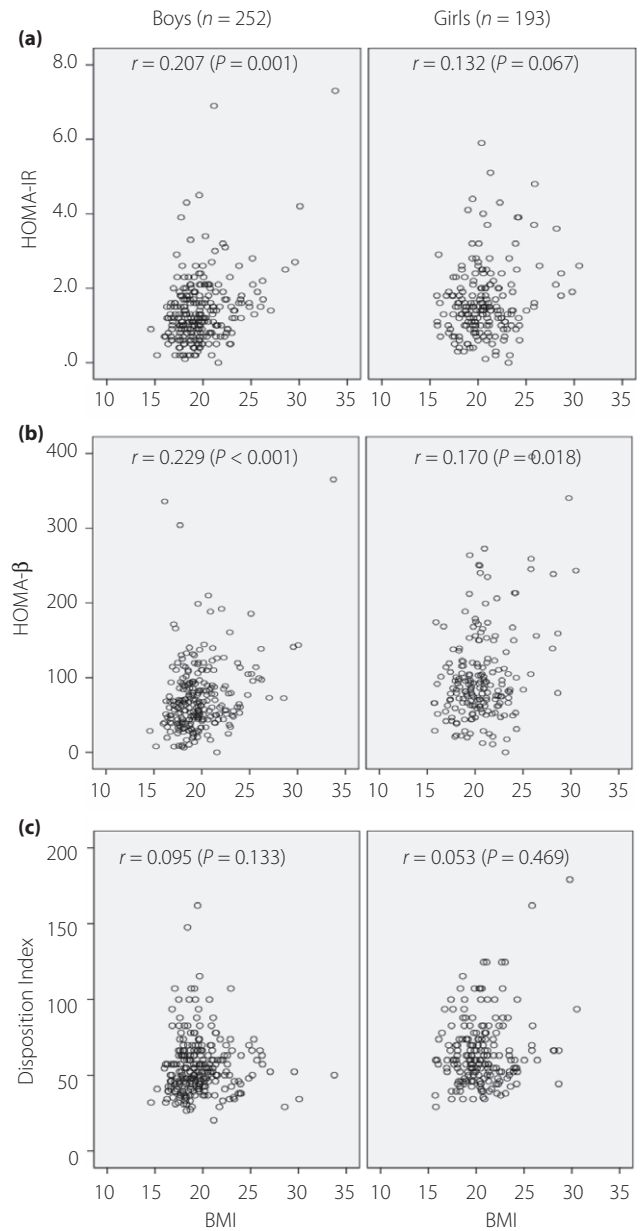 Boys (n = 252) Girls (n = 193)
(a)
r = 0.207 (P = 0.001) r = 0.132 (P = 0.067)
8.0
6.0
4.0
2.0
.0
HOMA-IR
10 15 20 25 30 35 10 15 20 25 30 35
(b)
r = 0.229 (P < 0.001) r = 0.170 (P = 0.018)
400
300
200
100
0
HOMA-β
10 15 20 25 30 35 10 15 20 25 30 35
(c)
r = 0.095 (P = 0.133) r = 0.053 (P = 0.469)
200
150
100
50
0
Disposition Index
10 15 20 25 30 35 10 15 20 25 30 35
BMI BMI